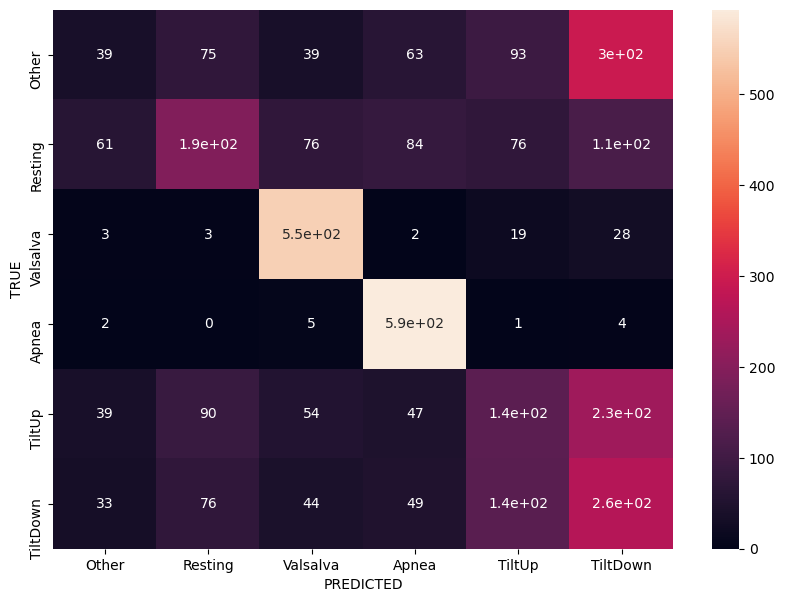 Other 39 75 39 63 93 3e+02
Resting 61 1.9e+02 76 84 76 1.1e+02
Valsalva 3 3 5.5e+02 2 19 28
Apnea 2 0 5 5.9e+02 1 4
TiltUp 39 90 54 47 1.4e+02 2.3e+02
TiltDown 33 76 44 49 1.4e+02 2.6e+02
Other Resting Valsalva Apnea TiltUp TiltDown
PREDICTED
TRUE
500
400
300
200
100
0